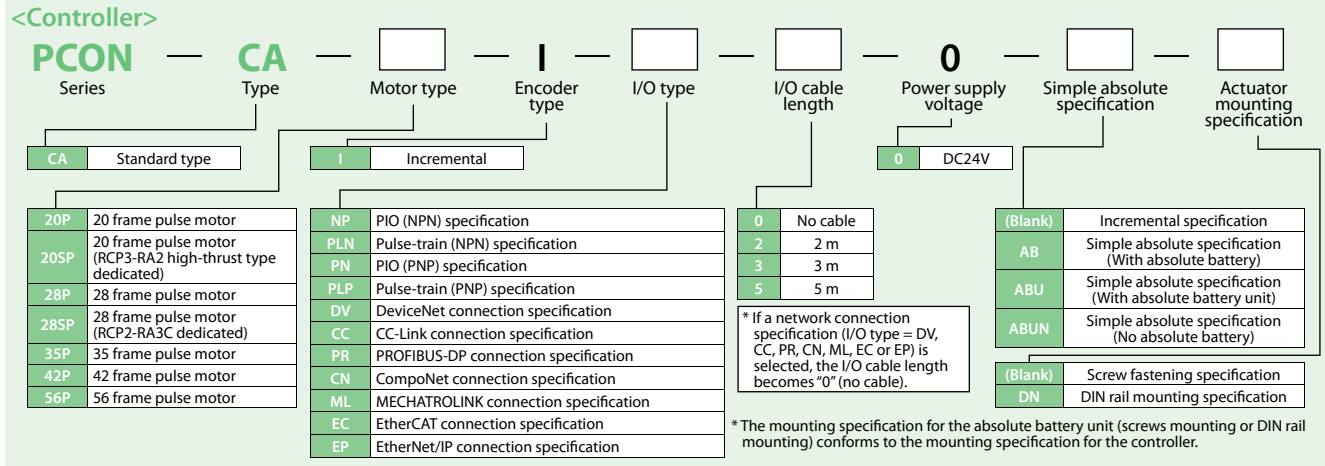 <Controller>
PCON — CA — — I — — — 0 — —
Series Type Motor type Encoder type I/O type I/O cable length Power supply voltage Simple absolute specification Actuator mounting specification
CA Standard type
I Incremental
0 DC24V
20P 20 frame pulse motor
20SP 20 frame pulse motor
(RCP3-RA2 high-thrust type
dedicated)
28P 28 frame pulse motor
28SP 28 frame pulse motor
(RCP2-RA3C dedicated)
35P 35 frame pulse motor
42P 42 frame pulse motor
56P 56 frame pulse motor
NP PIO (NPN) specification
PLN Pulse-train (NPN) specification
PN PIO (PNP) specification
PLP Pulse-train (PNP) specification
DV DeviceNet connection specification
CC CC-Link connection specification
PR PROFIBUS-DP connection specification
CN CompoNet connection specification
ML MECHATROLINK connection specification
EC EtherCAT connection specification
EP EtherNet/IP connection specification
0 No cable
2 2 m
3 3 m
5 5 m
* If a network connection
specification (I/O type = DV,
CC, PR, CN, ML, EC or EP) is
selected, the I/O cable length
becomes "0" (no cable).
(Blank) Incremental specification
AB Simple absolute specification
(With absolute battery)
ABU Simple absolute specification
(With absolute battery unit)
ABUN Simple absolute specification
(No absolute battery)
(Blank) Screw fastening specification
DN DIN rail mounting specification
* The mounting specification for the absolute battery unit (screws mounting or DIN rail
mounting) conforms to the mounting specification for the controller.